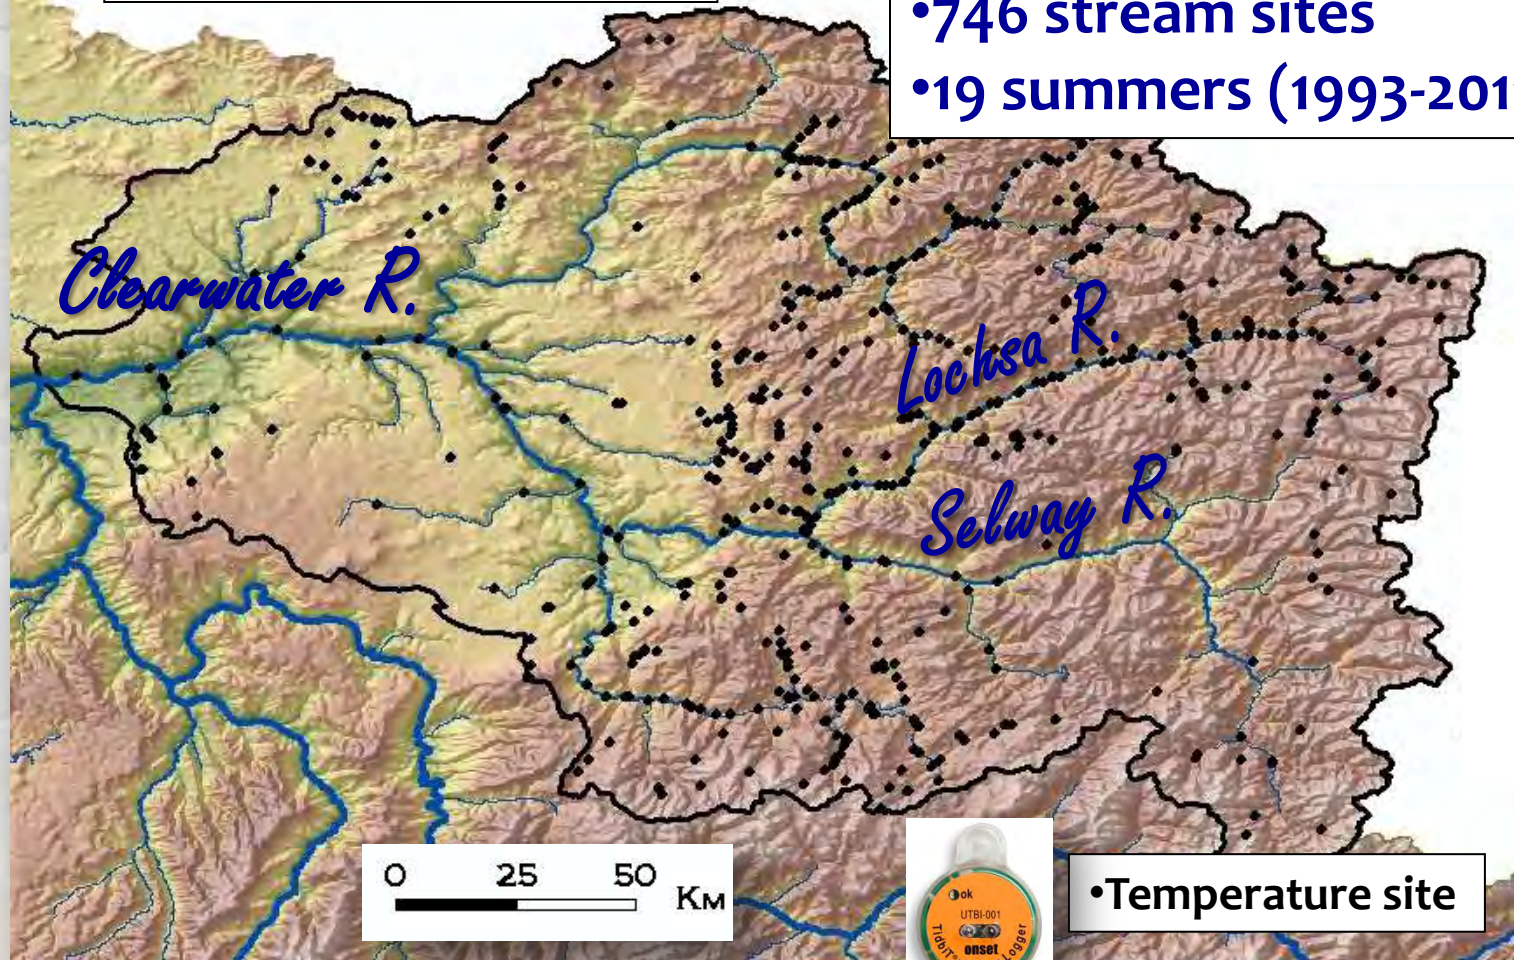 •746 stream sites
•19 summers (1993-201
Clearwater R.
Lochsa R.
Selway R.
0 25 50 Km
•Temperature site
ok
UTBI-001
TidbiT
onset
Logger